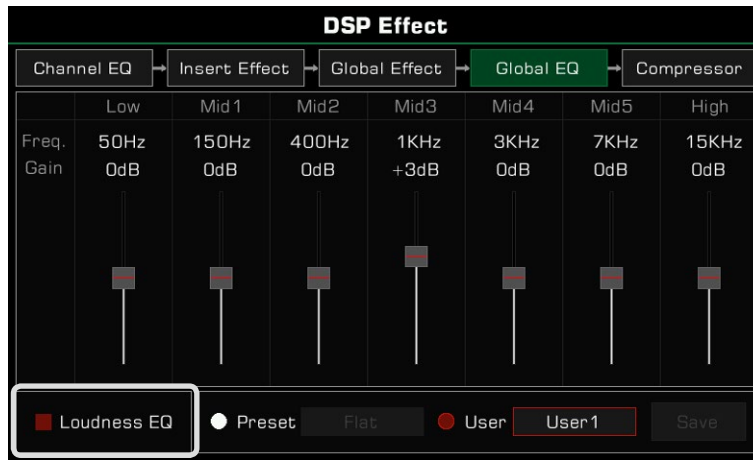 DSP Effect
Channel EQ Insert Effect Global Effect Global EQ Compressor
Low Mid1 Mid2 Mid3 Mid4 Mid5 High
Freq. 50Hz 150Hz 400Hz 1KHz 3KHz 7KHz 15KHz
Gain 0dB 0dB 0dB +3dB 0dB 0dB 0dB
Loudness EQ Preset Flat User User1 Save